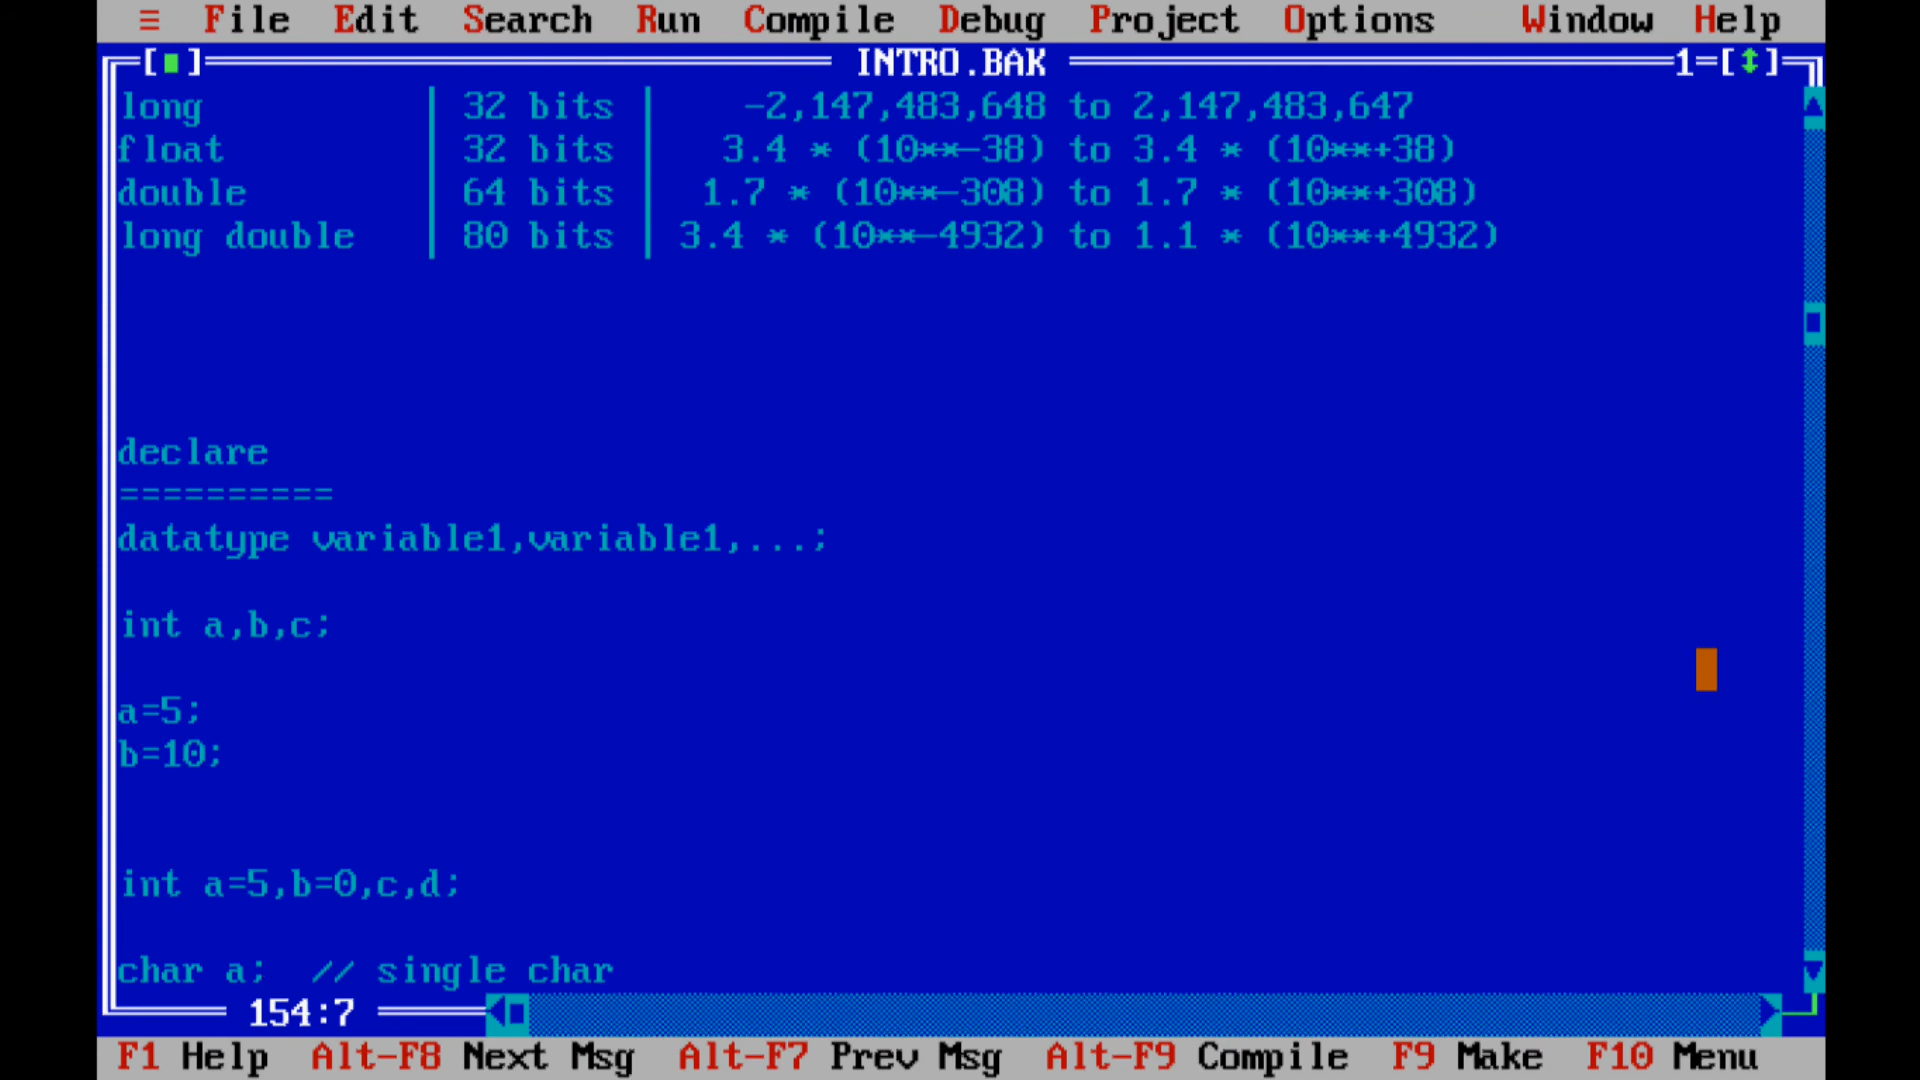 ≡ File Edit Search Run Compile Debug Project Options Window Help
[■] INTRO.BAK 1=[↕]
long | 32 bits | -2,147,483,648 to 2,147,483,647
float | 32 bits | 3.4 * (10**-38) to 3.4 * (10**+38)
double | 64 bits | 1.7 * (10**-308) to 1.7 * (10**+308)
long double | 80 bits | 3.4 * (10**-4932) to 1.1 * (10**+4932)
declare
==========
datatype variable1,variable1,...;
int a,b,c;
a=5;
b=10;
int a=5,b=0,c,d;
char a;  // single char
154:7
F1 Help Alt-F8 Next Msg Alt-F7 Prev Msg Alt-F9 Compile F9 Make F10 Menu